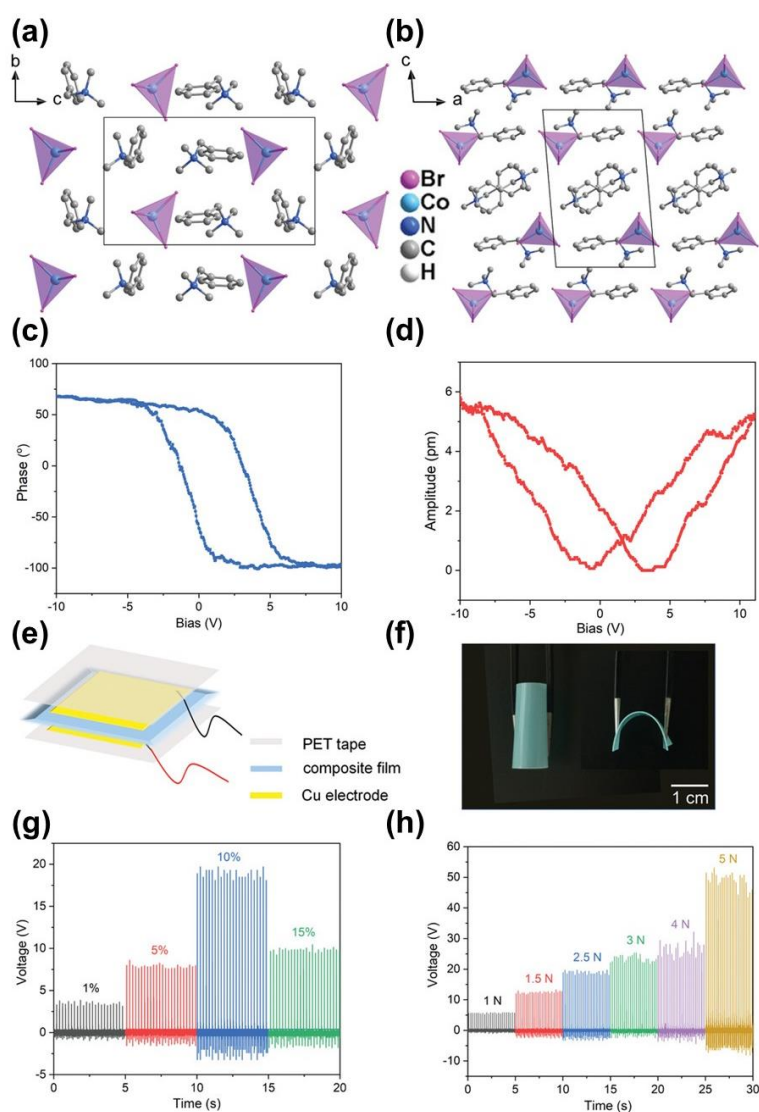 (a)
b
c
(b)
c
a
Br
Co
N
C
H
(c)
100
50
0
-50
-100
Phase (º)
-10
-5
0
5
10
Bias (V)
(d)
6
4
2
0
Amplitude (pm)
-10
-5
0
5
10
Bias (V)
(e)
PET tape
composite film
Cu electrode
(f)
1 cm
(g)
20
15
10
5
0
-5
Voltage (V)
1%
5%
10%
15%
0
5
10
15
20
Time (s)
(h)
60
50
40
30
20
10
0
-10
Voltage (V)
1 N
1.5 N
2.5 N
3 N
4 N
5 N
0
5
10
15
20
25
30
Time (s)